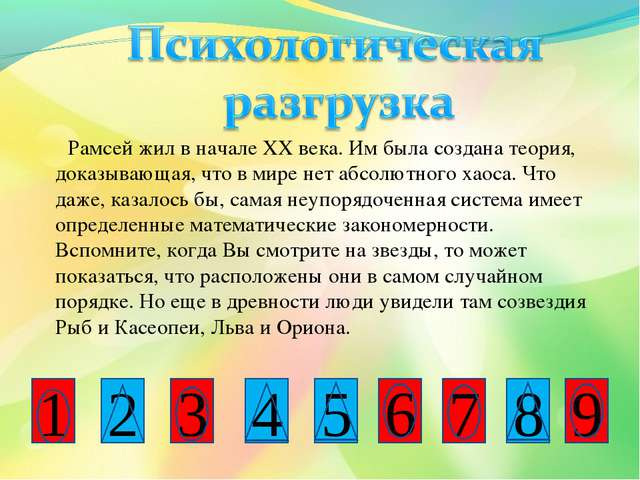 Психологическая
разгрузка
Рамсей жил в начале XX века. Им была создана теория,
доказывающая, что в мире нет абсолютного хаоса. Что
даже, казалось бы, самая неупорядоченная система имеет
определенные математические закономерности.
Вспомните, когда Вы смотрите на звезды, то может
показаться, что расположены они в самом случайном
порядке. Но еще в древности люди увидели там созвездия
Рыб и Касеопеи, Льва и Ориона.
1 2 3 4 5 6 7 8 9